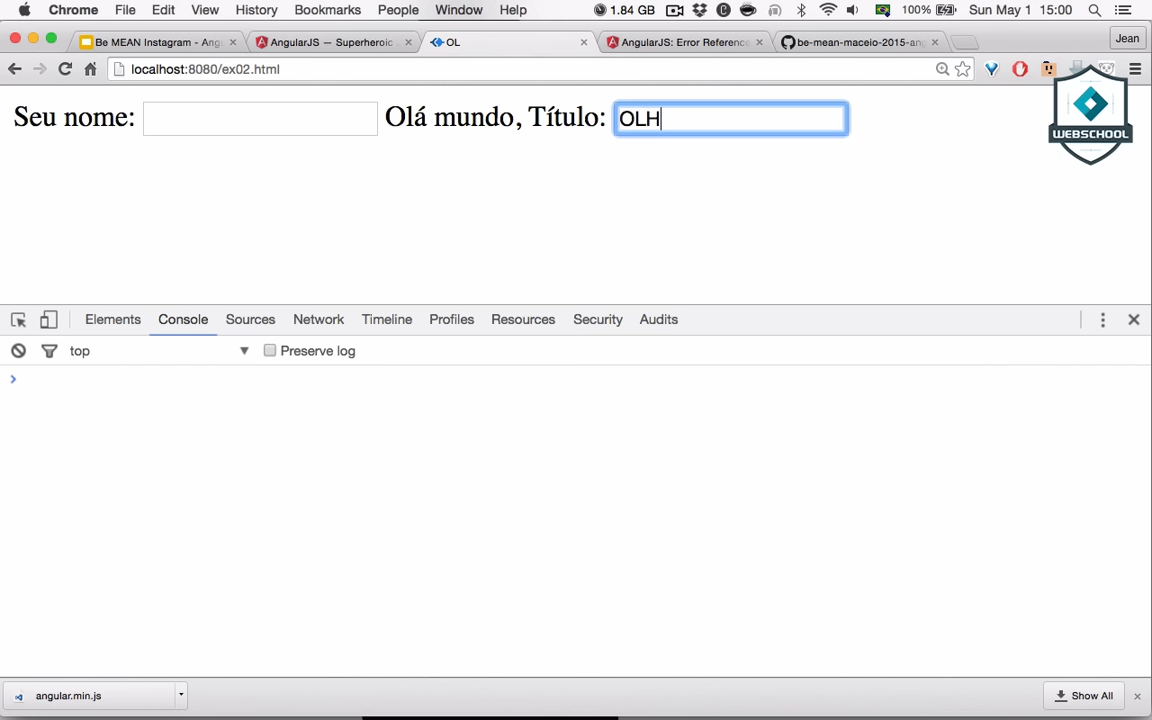 Chrome File Edit View History Bookmarks People Window Help 1.84 GB 100% Sun May 1 15:00
Be MEAN Instagram - Ang AngularJS — Superheroic OL AngularJS: Error Reference be-mean-maceio-2015-ang Jean
localhost:8080/ex02.html
Seu nome: Olá mundo, Título: OLH
WEBSCHOOL
Elements Console Sources Network Timeline Profiles Resources Security Audits
top Preserve log
angular.min.js Show All